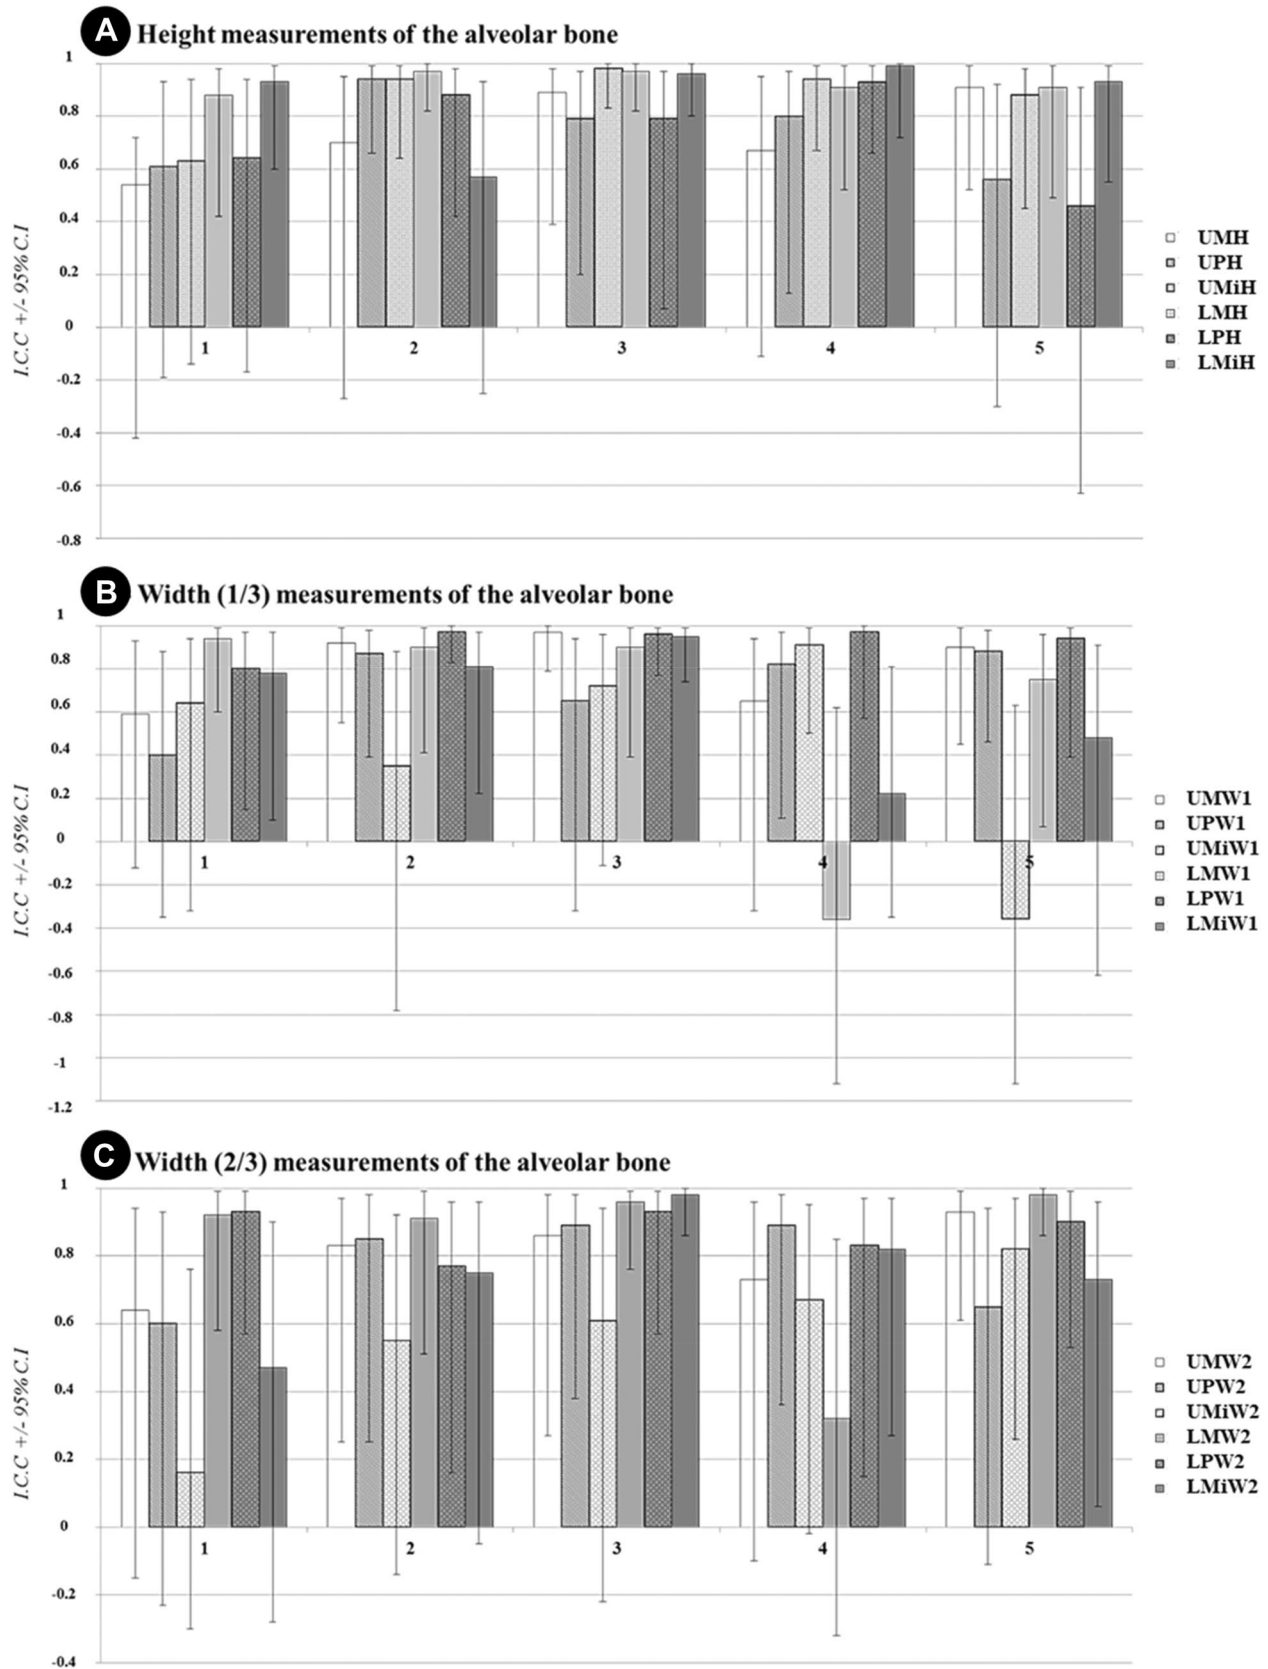 A Height measurements of the alveolar bone
1
0.8
0.6
0.4
0.2
0
-0.2
-0.4
-0.6
-0.8
I.C.C +/- 95% C.I
1 2 3 4 5
UMH
UPH
UMiH
LMH
LPH
LMiH
B Width (1/3) measurements of the alveolar bone
1
0.8
0.6
0.4
0.2
0
-0.2
-0.4
-0.6
-0.8
-1
-1.2
I.C.C +/- 95% C.I
1 2 3 4 5
UMW1
UPW1
UMiW1
LMW1
LPW1
LMiW1
C Width (2/3) measurements of the alveolar bone
1
0.8
0.6
0.4
0.2
0
-0.2
-0.4
I.C.C +/- 95% C.I
1 2 3 4 5
UMW2
UPW2
UMiW2
LMW2
LPW2
LMiW2